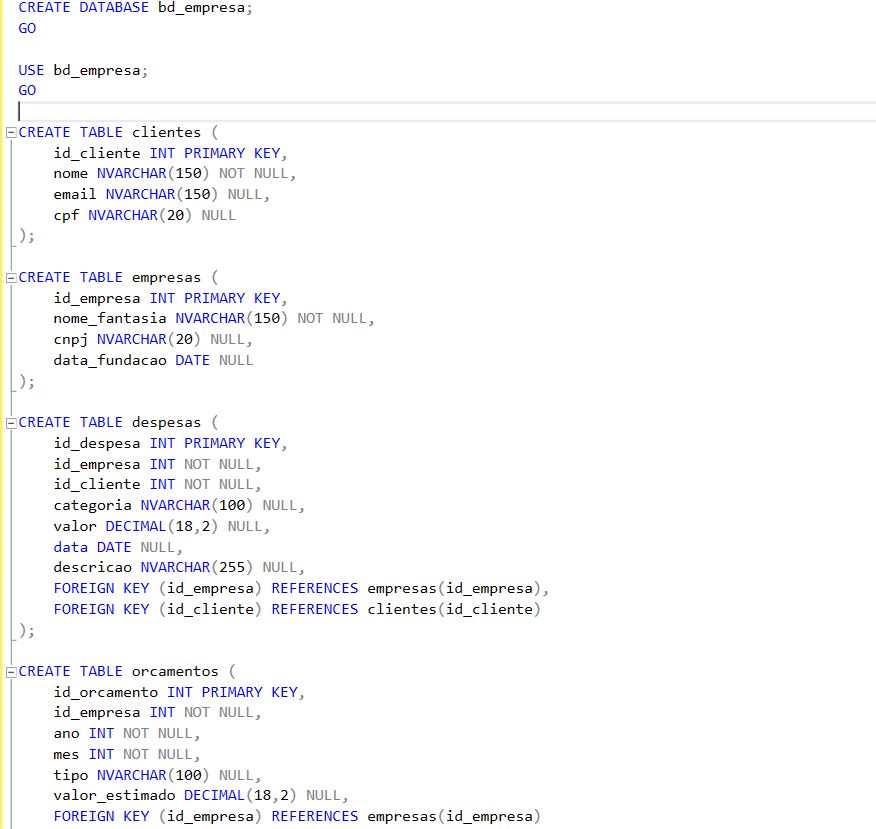 CREATE DATABASE bd_empresa;
GO
USE bd_empresa;
GO
CREATE TABLE clientes (
    id_cliente INT PRIMARY KEY,
    nome NVARCHAR(150) NOT NULL,
    email NVARCHAR(150) NULL,
    cpf NVARCHAR(20) NULL
);
CREATE TABLE empresas (
    id_empresa INT PRIMARY KEY,
    nome_fantasia NVARCHAR(150) NOT NULL,
    cnpj NVARCHAR(20) NULL,
    data_fundacao DATE NULL
);
CREATE TABLE despesas (
    id_despesa INT PRIMARY KEY,
    id_empresa INT NOT NULL,
    id_cliente INT NOT NULL,
    categoria NVARCHAR(100) NULL,
    valor DECIMAL(18,2) NULL,
    data DATE NULL,
    descricao NVARCHAR(255) NULL,
    FOREIGN KEY (id_empresa) REFERENCES empresas(id_empresa),
    FOREIGN KEY (id_cliente) REFERENCES clientes(id_cliente)
);
CREATE TABLE orcamentos (
    id_orcamento INT PRIMARY KEY,
    id_empresa INT NOT NULL,
    ano INT NOT NULL,
    mes INT NOT NULL,
    tipo NVARCHAR(100) NULL,
    valor_estimado DECIMAL(18,2) NULL,
    FOREIGN KEY (id_empresa) REFERENCES empresas(id_empresa)